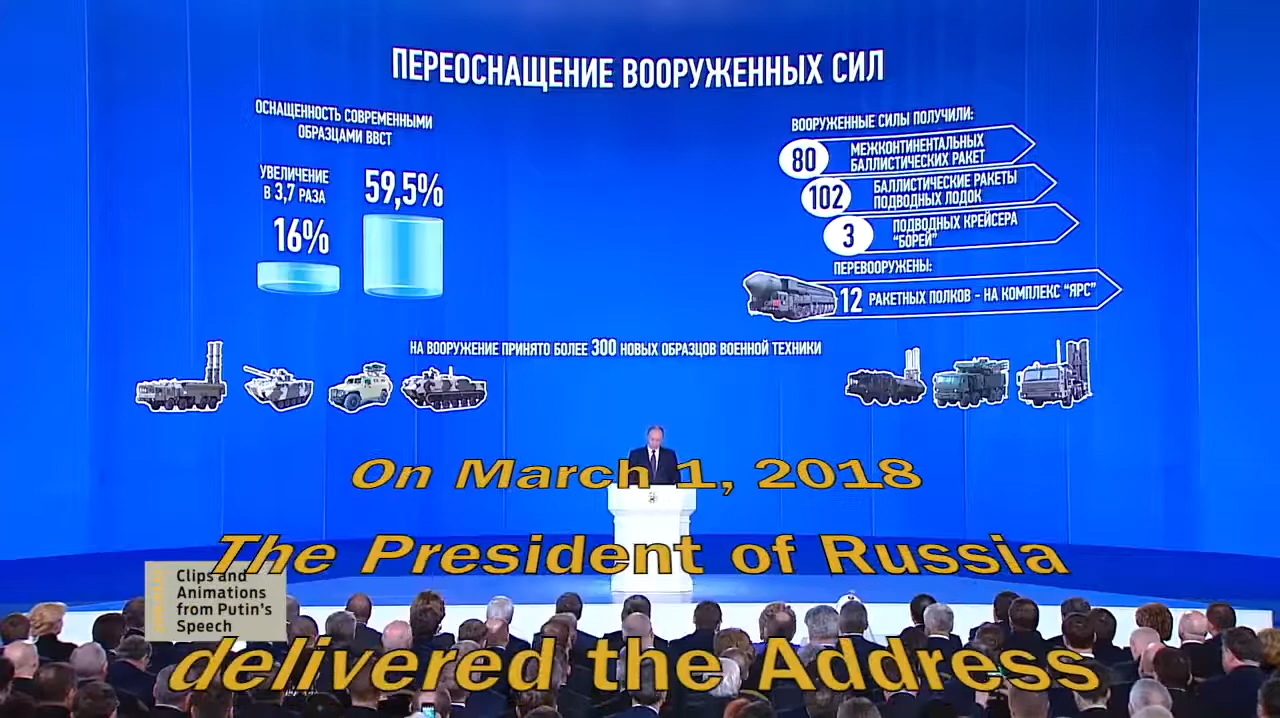 ПЕРЕОСНАЩЕНИЕ ВООРУЖЕННЫХ СИЛ
ОСНАЩЕННОСТЬ СОВРЕМЕННЫМИ
ОБРАЗЦАМИ ВВСТ
УВЕЛИЧЕНИЕ
В 3,7 РАЗА
59,5%
16%
ВООРУЖЕННЫЕ СИЛЫ ПОЛУЧИЛИ:
80 МЕЖКОНТИНЕНТАЛЬНЫХ
БАЛЛИСТИЧЕСКИХ РАКЕТ
102 БАЛЛИСТИЧЕСКИЕ РАКЕТЫ
ПОДВОДНЫХ ЛОДОК
3 ПОДВОДНЫХ КРЕЙСЕРА
"БОРЕЙ"
ПЕРЕВООРУЖЕНЫ:
12 РАКЕТНЫХ ПОЛКОВ - НА КОМПЛЕКС "ЯРС"
НА ВООРУЖЕНИЕ ПРИНЯТО БОЛЕЕ 300 НОВЫХ ОБРАЗЦОВ ВОЕННОЙ ТЕХНИКИ
On March 1, 2018
The President of Russia
delivered the Address
Clips and
Animations
from Putin's
Speech